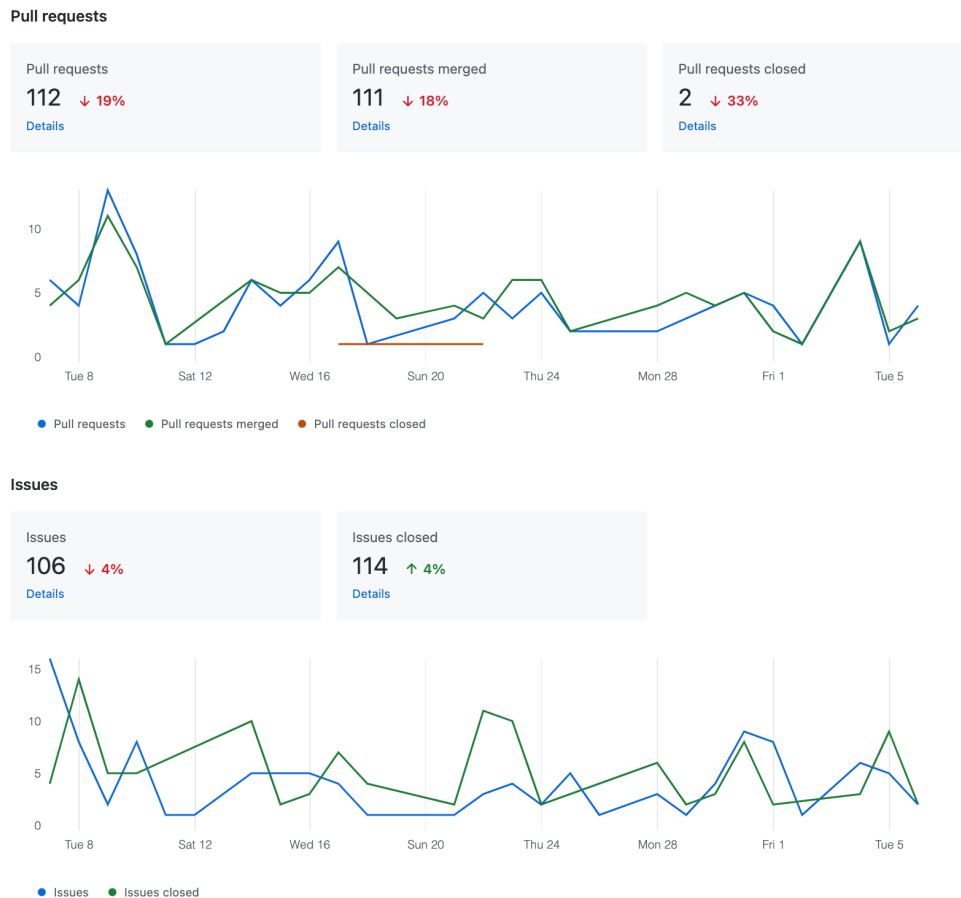 Pull requests
Pull requests Pull requests merged Pull requests closed
112 ↓ 19% 111 ↓ 18% 2 ↓ 33%
Details Details Details
10
5
0
Tue 8 Sat 12 Wed 16 Sun 20 Thu 24 Mon 28 Fri 1 Tue 5
Pull requests Pull requests merged Pull requests closed
Issues
Issues Issues closed
106 ↓ 4% 114 ↑ 4%
Details Details
15
10
5
0
Tue 8 Sat 12 Wed 16 Sun 20 Thu 24 Mon 28 Fri 1 Tue 5
Issues Issues closed